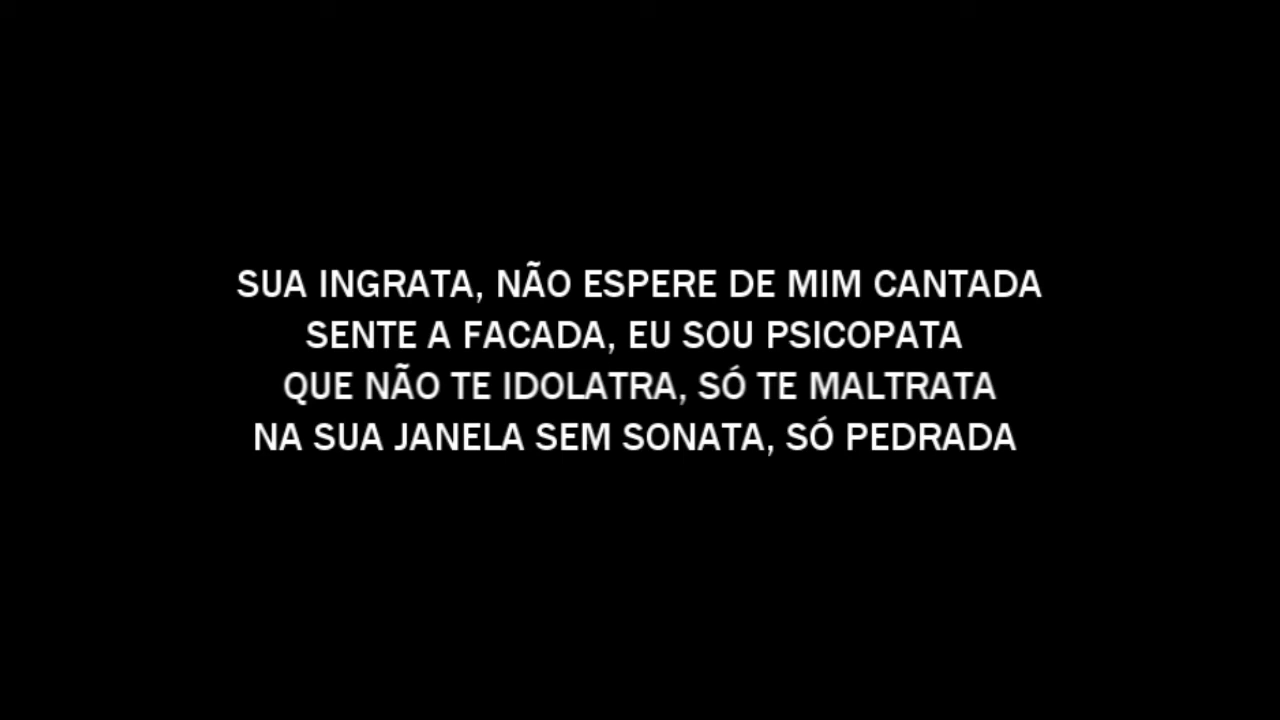 SUA INGRATA, NÃO ESPERE DE MIM CANTADA
SENTE A FACADA, EU SOU PSICOPATA
QUE NÃO TE IDOLATRA, SÓ TE MALTRATA
NA SUA JANELA SEM SONATA, SÓ PEDRADA